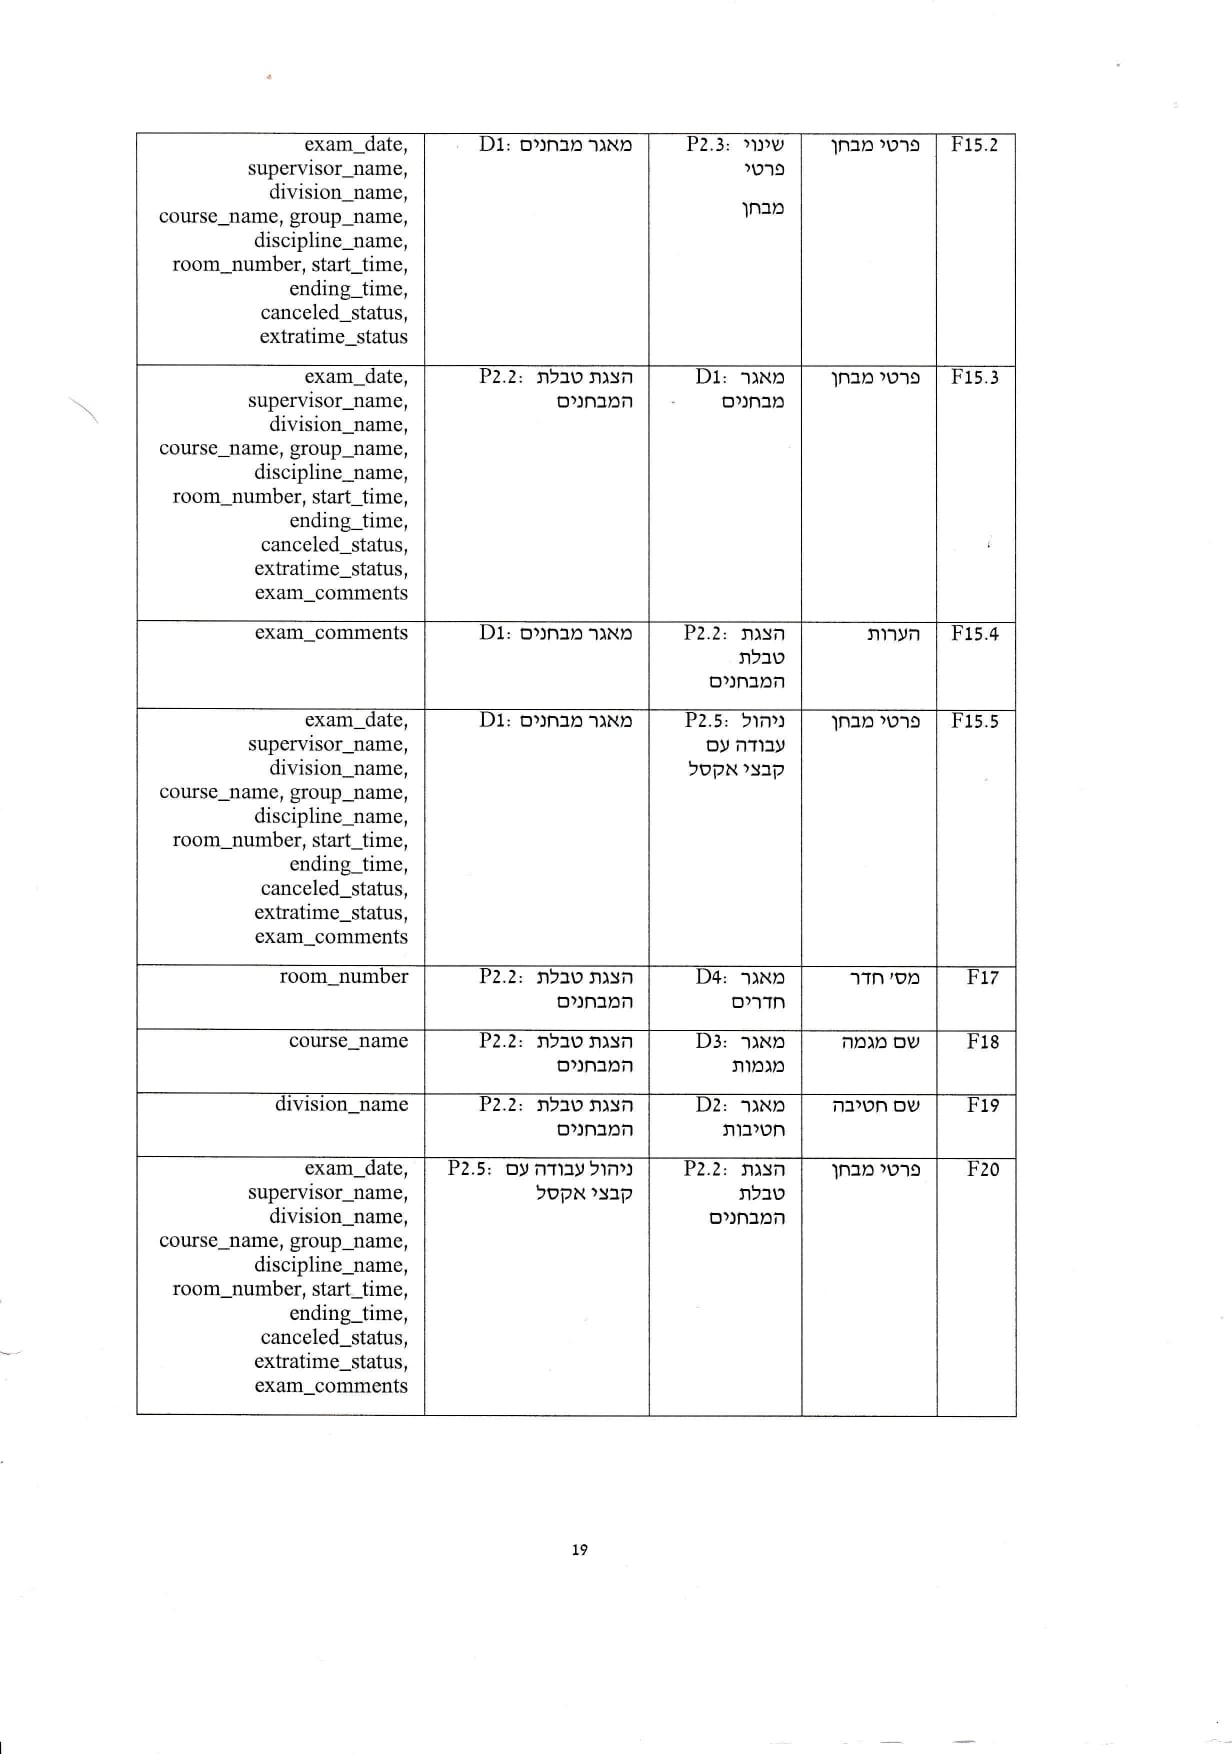 F15.2 פרטי מבחן P2.3: שינוי D1: מאגר מבחנים exam_date,
פרטי supervisor_name,
division_name,
מבחן course_name, group_name,
discipline_name,
room_number, start_time,
ending_time,
canceled_status,
extratime_status
F15.3 פרטי מבחן D1: מאגר P2.2: הצגת טבלת exam_date,
מבחנים המבחנים supervisor_name,
division_name,
course_name, group_name,
discipline_name,
room_number, start_time,
ending_time,
canceled_status,
extratime_status,
exam_comments
F15.4 הערות P2.2: הצגת D1: מאגר מבחנים exam_comments
טבלת
המבחנים
F15.5 פרטי מבחן P2.5: ניהול D1: מאגר מבחנים exam_date,
עבודה עם supervisor_name,
קבצי אקסל division_name,
course_name, group_name,
discipline_name,
room_number, start_time,
ending_time,
canceled_status,
extratime_status,
exam_comments
F17 מס' חדר D4: מאגר P2.2: הצגת טבלת room_number
חדרים המבחנים
F18 שם מגמה D3: מאגר P2.2: הצגת טבלת course_name
מגמות המבחנים
F19 שם חטיבה D2: מאגר P2.2: הצגת טבלת division_name
חטיבות המבחנים
F20 פרטי מבחן P2.2: הצגת P2.5: ניהול עבודה עם exam_date,
טבלת קבצי אקסל supervisor_name,
המבחנים division_name,
course_name, group_name,
discipline_name,
room_number, start_time,
ending_time,
canceled_status,
extratime_status,
exam_comments
19